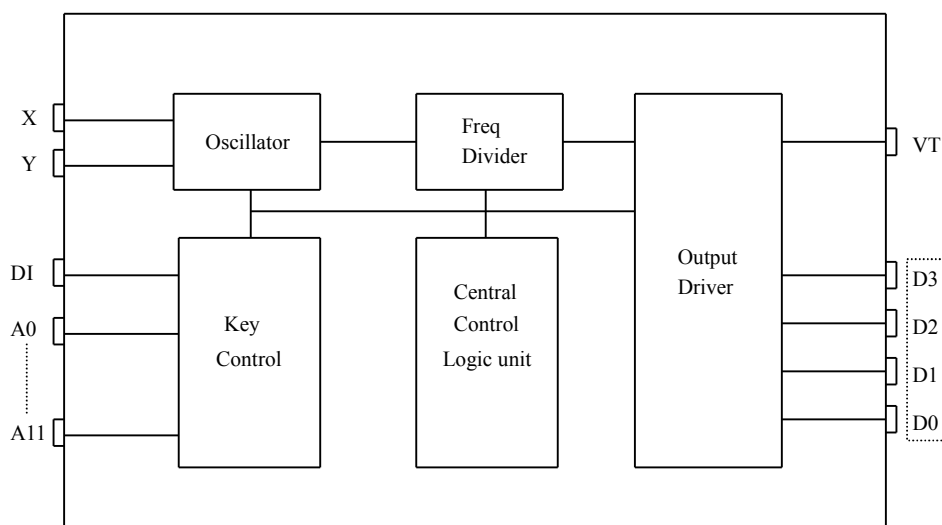 X
Y
DI
A0
A11
Oscillator
Freq
Divider
Key
Control
Central
Control
Logic unit
Output
Driver
VT
D3
D2
D1
D0